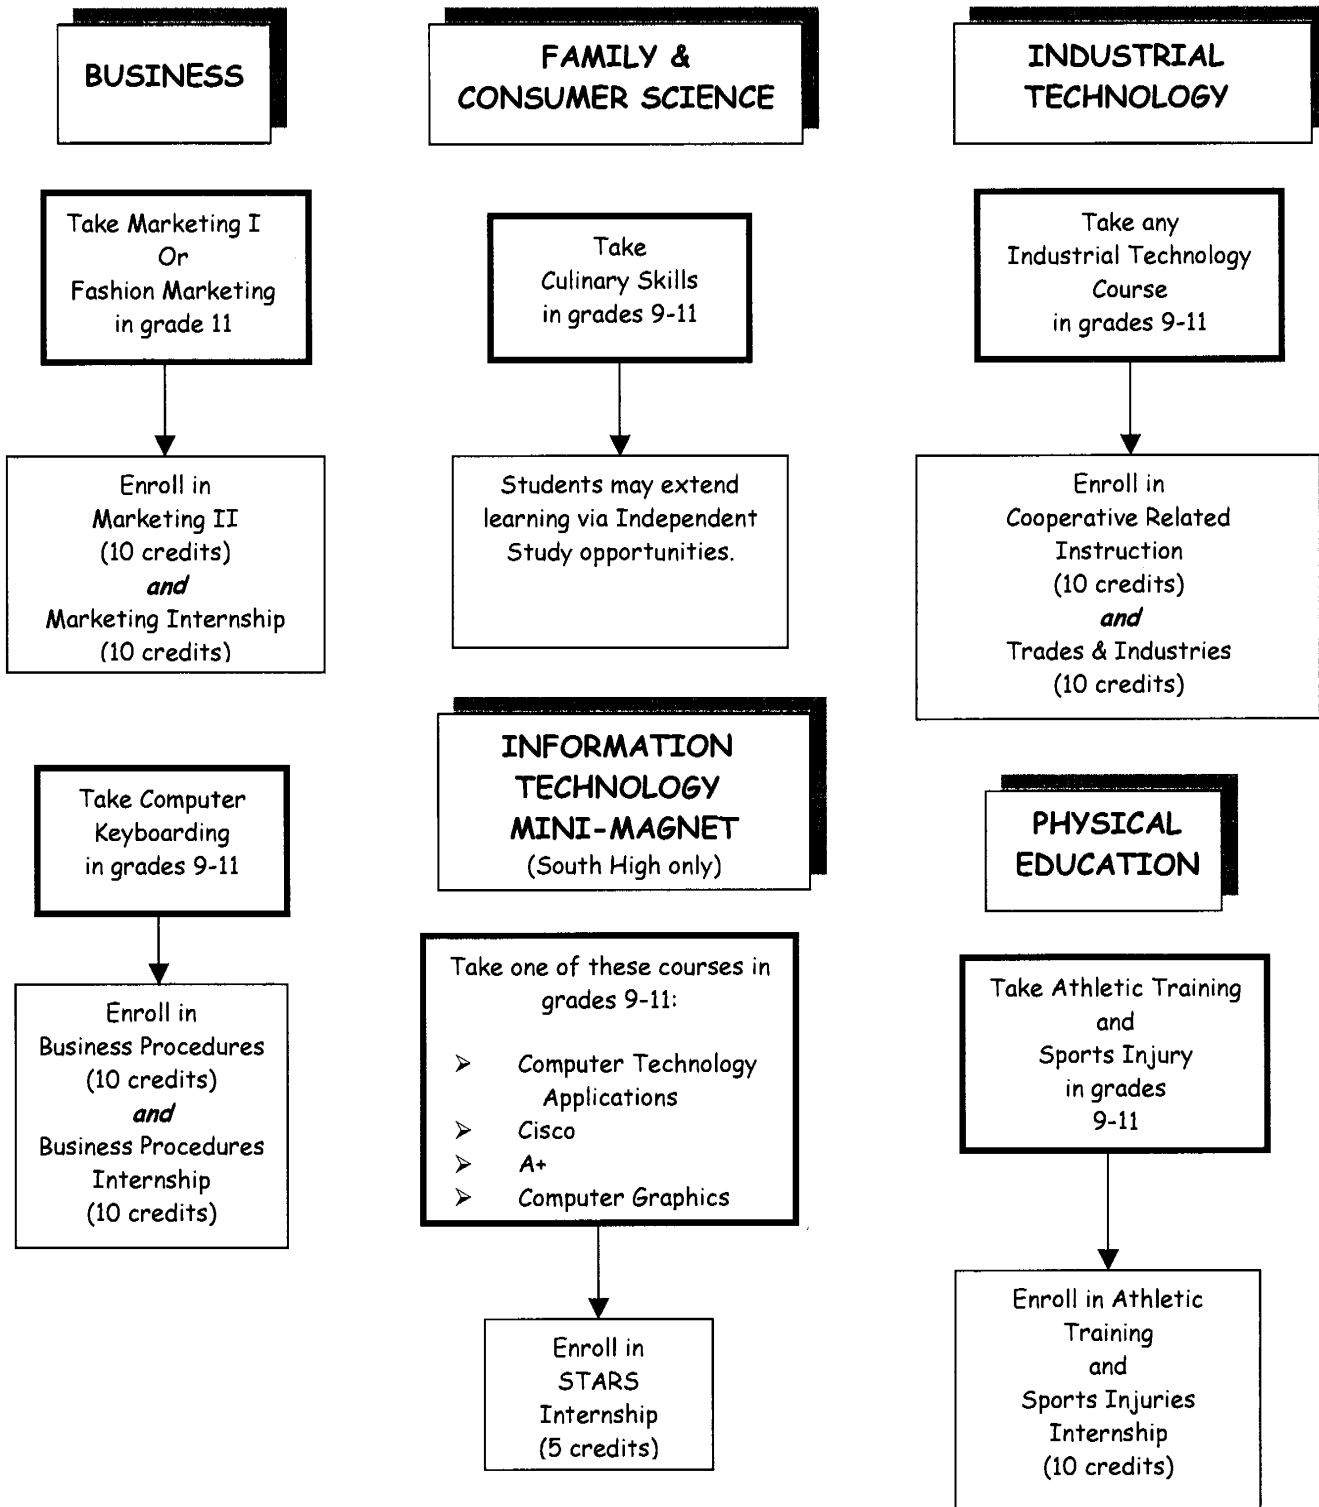 BUSINESS
Take Marketing I
Or
Fashion Marketing
in grade 11
Enroll in
Marketing II
(10 credits)
and
Marketing Internship
(10 credits)
Take Computer
Keyboarding
in grades 9-11
Enroll in
Business Procedures
(10 credits)
and
Business Procedures
Internship
(10 credits)
FAMILY &
CONSUMER SCIENCE
Take
Culinary Skills
in grades 9-11
Students may extend
learning via Independent
Study opportunities.
INFORMATION
TECHNOLOGY
MINI-MAGNET
(South High only)
Take one of these courses in
grades 9-11:
➢ Computer Technology
Applications
➢ Cisco
➢ A+
➢ Computer Graphics
Enroll in
STARS
Internship
(5 credits)
INDUSTRIAL
TECHNOLOGY
Take any
Industrial Technology
Course
in grades 9-11
Enroll in
Cooperative Related
Instruction
(10 credits)
and
Trades & Industries
(10 credits)
PHYSICAL
EDUCATION
Take Athletic Training
and
Sports Injury
in grades
9-11
Enroll in Athletic
Training
and
Sports Injuries
Internship
(10 credits)